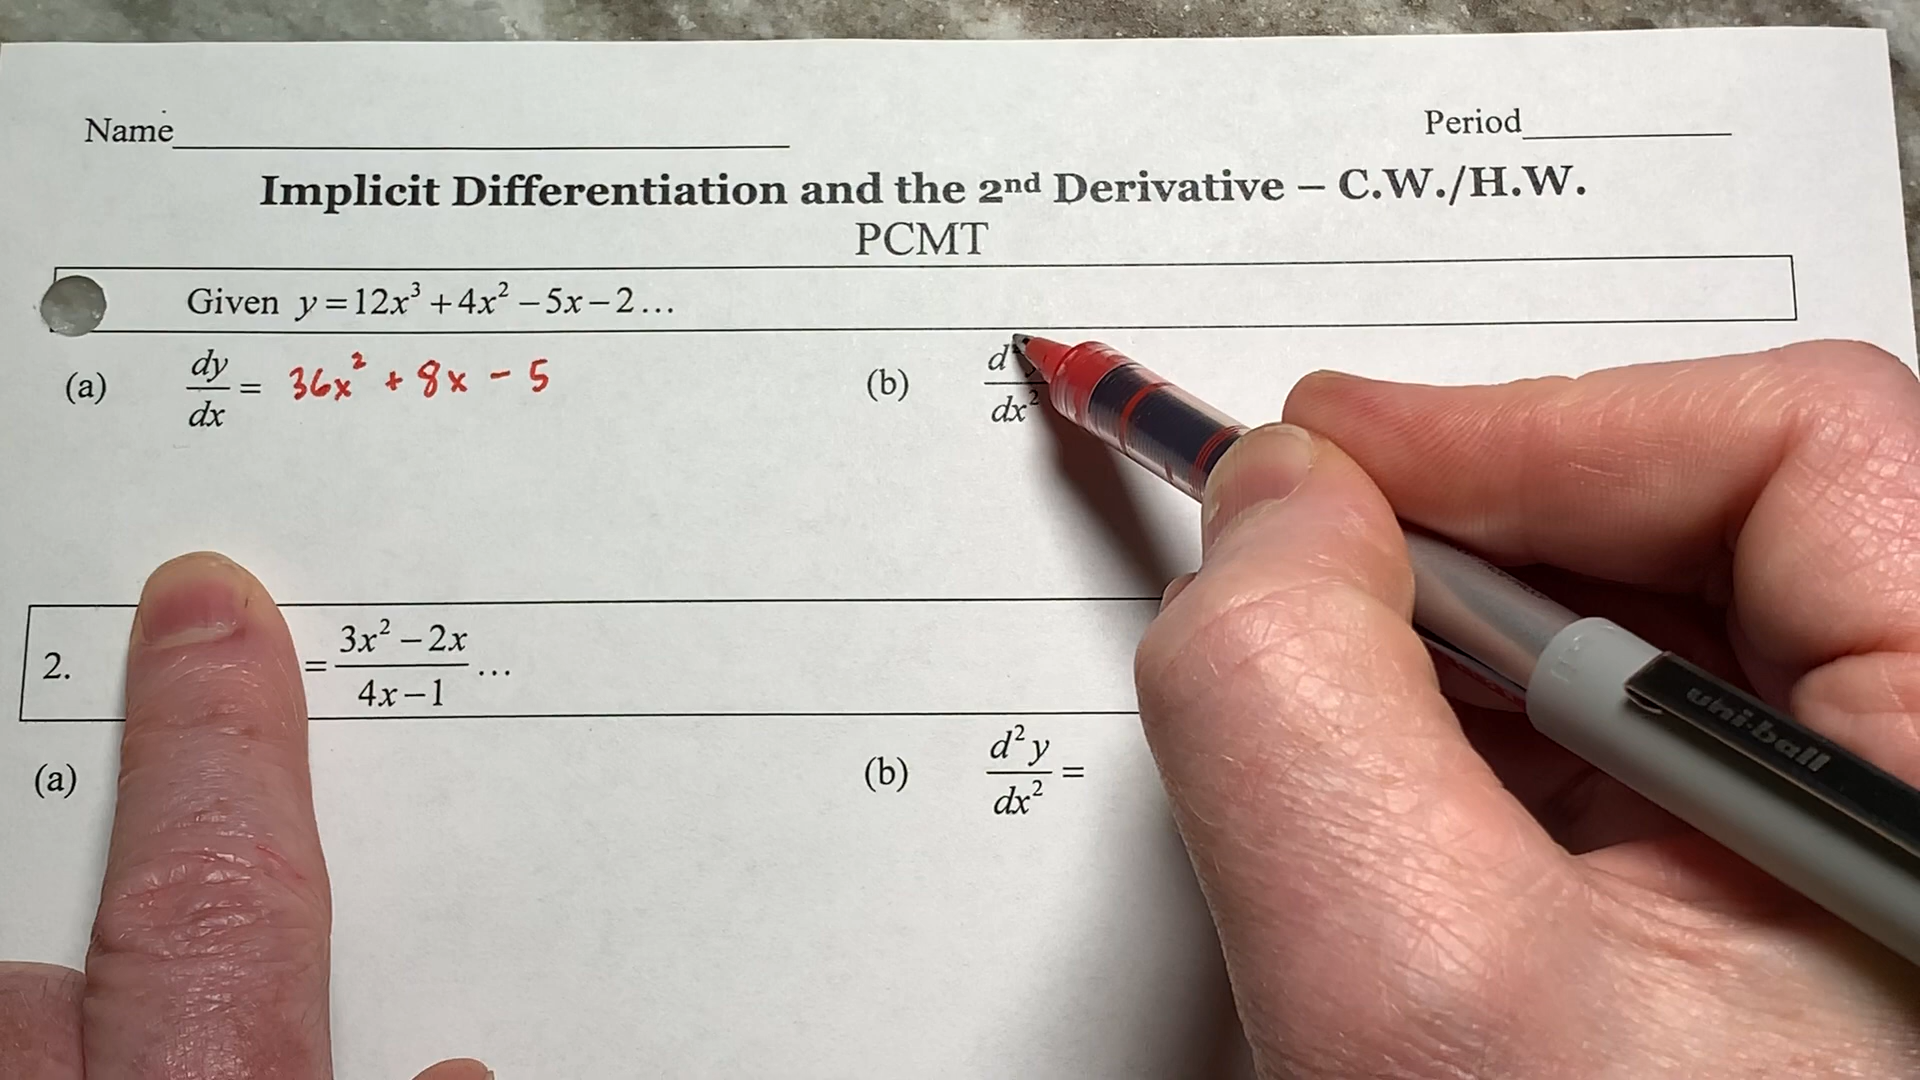 Name Period
Implicit Differentiation and the 2nd Derivative – C.W./H.W.
PCMT
Given y = 12x³ + 4x² − 5x − 2…
(a) dy/dx = 36x² + 8x − 5 (b) d² /dx²
2. = (3x² − 2x)/(4x − 1) …
(a) (b) d²y/dx² =
uni-ball